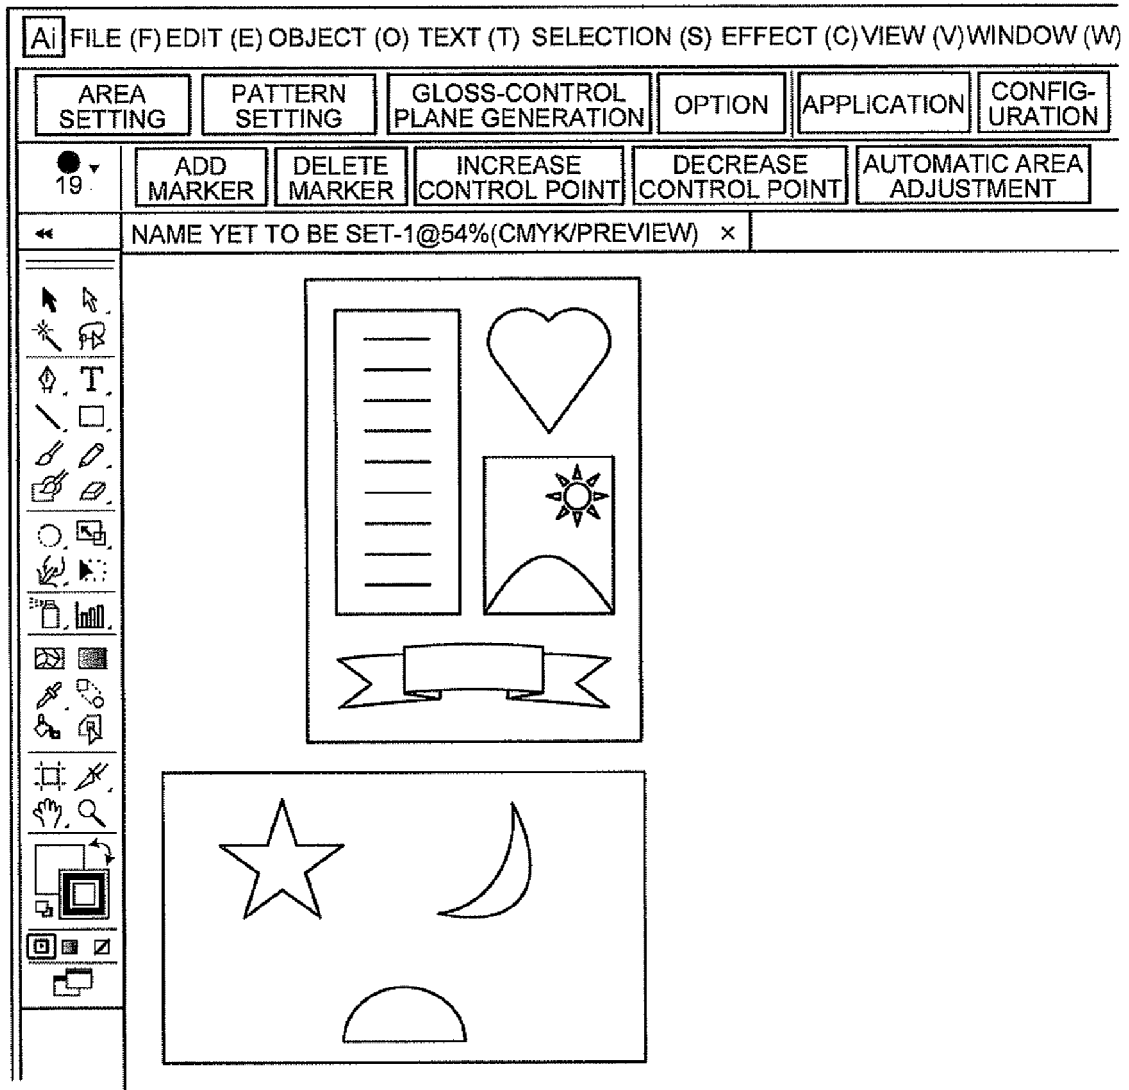 Ai FILE (F) EDIT (E) OBJECT (O) TEXT (T) SELECTION (S) EFFECT (C) VIEW (V) WINDOW (W)
AREA SETTING
PATTERN SETTING
GLOSS-CONTROL PLANE GENERATION
OPTION
APPLICATION
CONFIG-
URATION
19
ADD MARKER
DELETE MARKER
INCREASE CONTROL POINT
DECREASE CONTROL POINT
AUTOMATIC AREA ADJUSTMENT
NAME YET TO BE SET-1@54%(CMYK/PREVIEW) ×
T